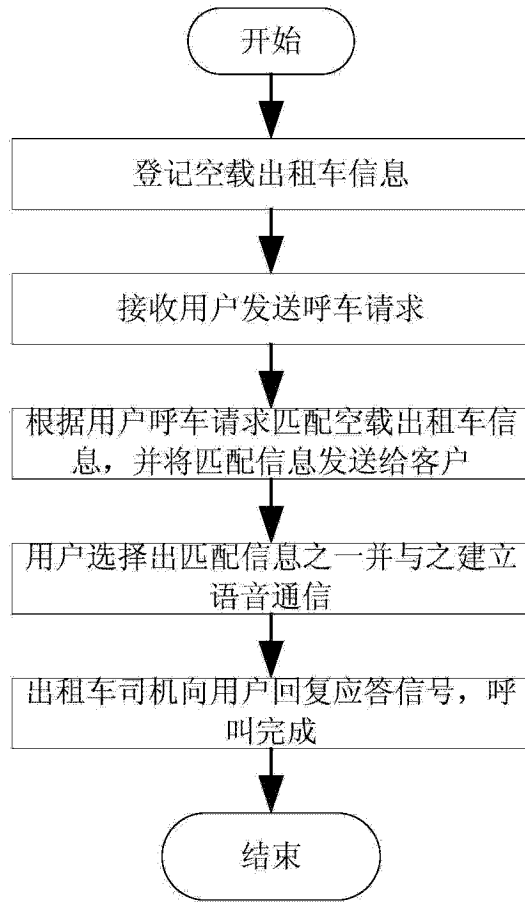 开始
登记空载出租车信息
接收用户发送呼车请求
根据用户呼车请求匹配空载出租车信
息，并将匹配信息发送给客户
用户选择出匹配信息之一并与之建立
语音通信
出租车司机向用户回复应答信号，呼
叫完成
结束